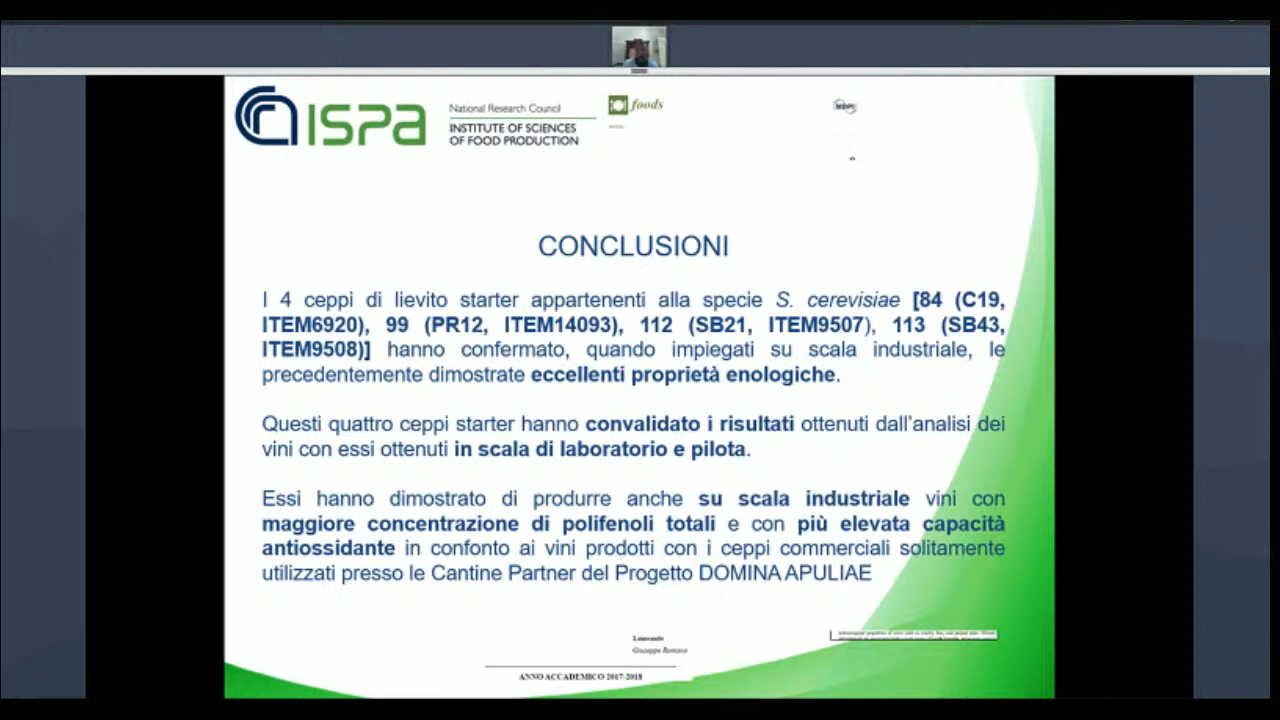 ISPA
National Research Council
INSTITUTE OF SCIENCES
OF FOOD PRODUCTION
foods
MDPI
CONCLUSIONI
I 4 ceppi di lievito starter appartenenti alla specie S. cerevisiae [84 (C19,
ITEM6920), 99 (PR12, ITEM14093), 112 (SB21, ITEM9507), 113 (SB43,
ITEM9508)] hanno confermato, quando impiegati su scala industriale, le
precedentemente dimostrate eccellenti proprietà enologiche.
Questi quattro ceppi starter hanno convalidato i risultati ottenuti dall'analisi dei
vini con essi ottenuti in scala di laboratorio e pilota.
Essi hanno dimostrato di produrre anche su scala industriale vini con
maggiore concentrazione di polifenoli totali e con più elevata capacità
antiossidante in confonto ai vini prodotti con i ceppi commerciali solitamente
utilizzati presso le Cantine Partner del Progetto DOMINA APULIAE
Laureando
Giuseppe Romano
ANNO ACCADEMICO 2017-2018